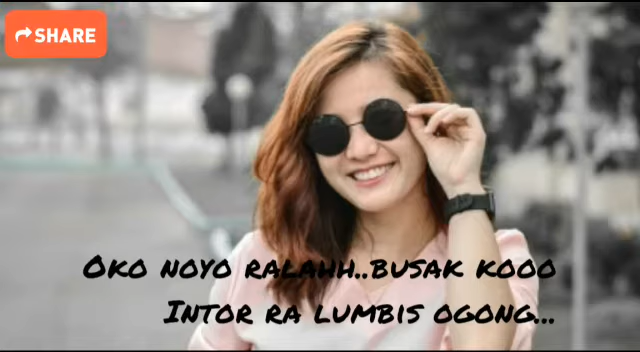 SHARE
OKO NOYO RALAHH..BUSAK KOOO
INTOR RA LUMBIS OGONG...